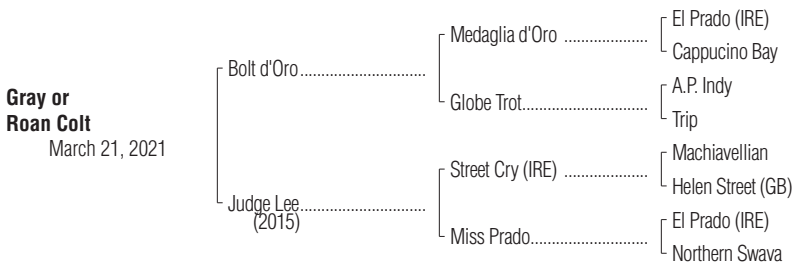 El Prado (IRE)
Medaglia d'Oro ....................
Cappucino Bay
Bolt d'Oro..............................
A.P. Indy
Globe Trot..............................
Trip
Gray or
Roan Colt
March 21, 2021
Machiavellian
Street Cry (IRE) ....................
Helen Street (GB)
Judge Lee..............................
(2015)
El Prado (IRE)
Miss Prado............................
Northern Swava